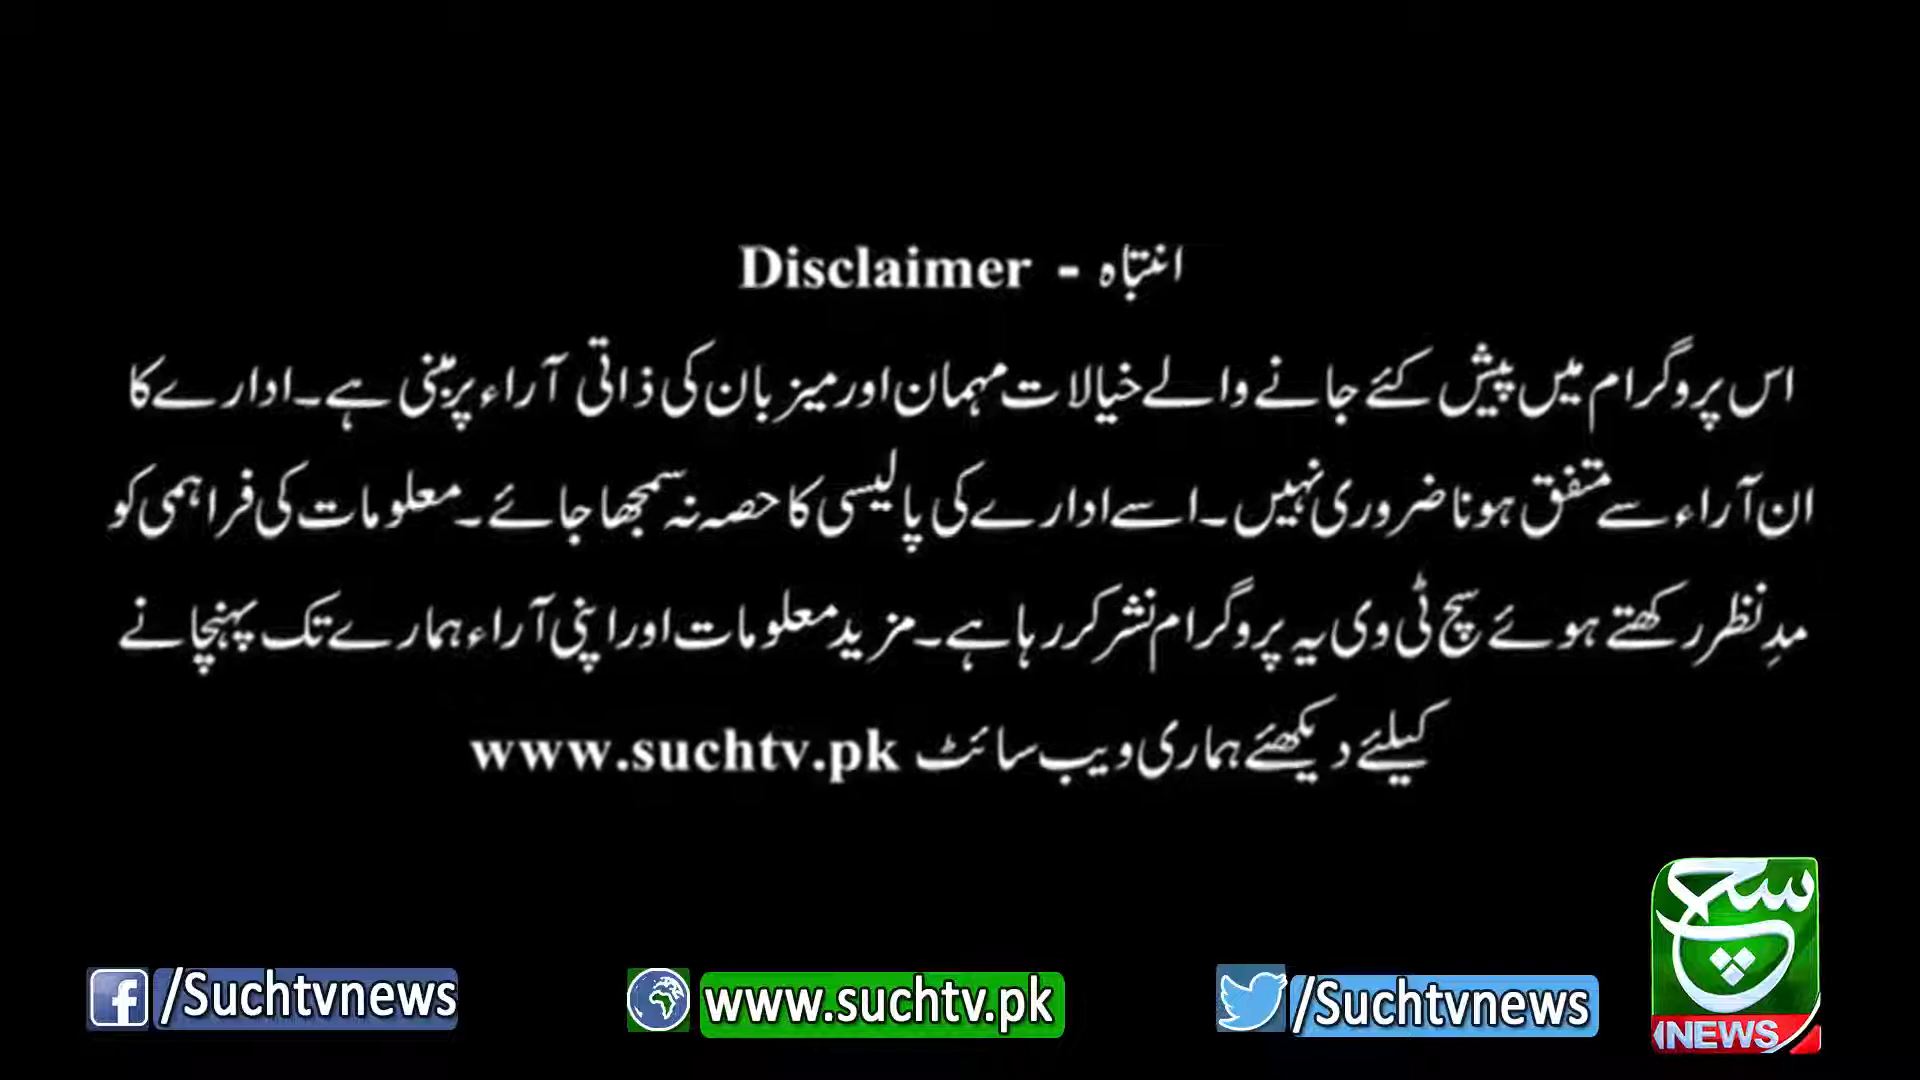 انتباہ - Disclaimer
اس پروگرام میں پیش کئے جانے والے خیالات مہمان اور میزبان کی ذاتی آراء پر مبنی ہے۔ ادارے کا
ان آراء سے متفق ہونا ضروری نہیں۔ اسے ادارے کی پالیسی کا حصہ نہ سمجھا جائے۔ معلومات کی فراہمی کو
مدِ نظر رکھتے ہوئے سچ ٹی وی یہ پروگرام نشر کر رہا ہے۔ مزید معلومات اور اپنی آراء ہمارے تک پہنچانے
کیلئے دیکھئے ہماری ویب سائٹ www.suchtv.pk
سچ
NEWS
/Suchtvnews
www.suchtv.pk
/Suchtvnews